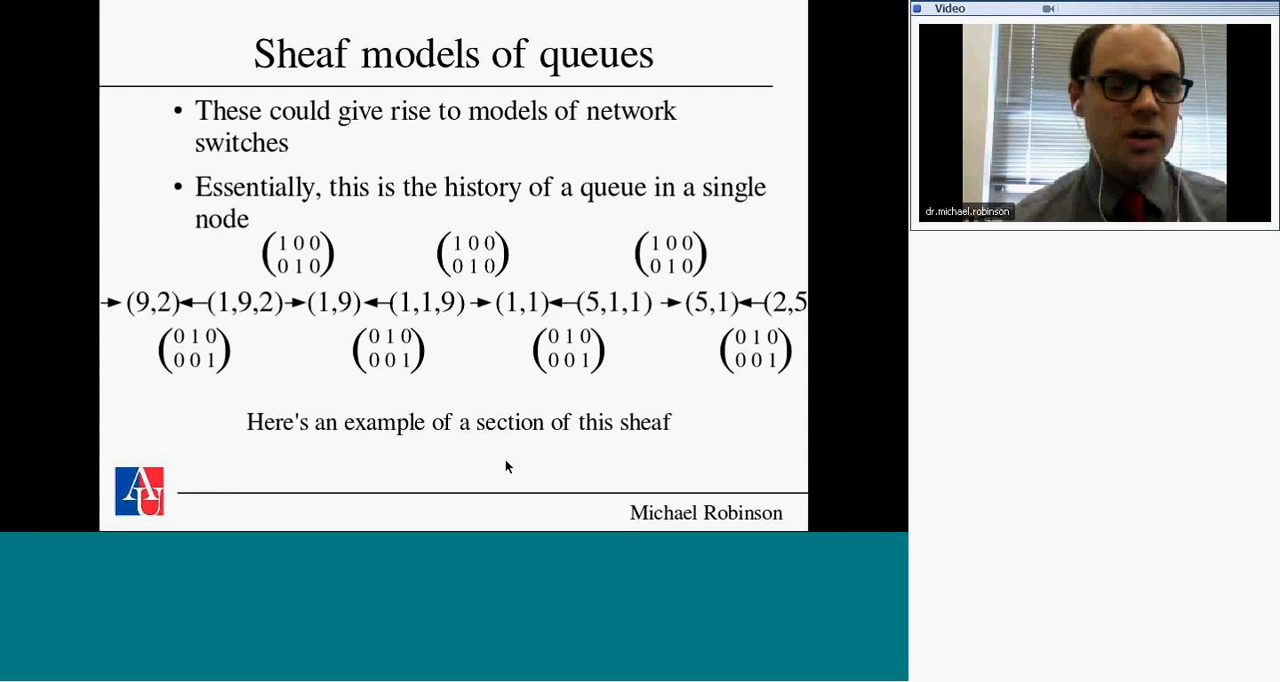 Sheaf models of queues
• These could give rise to models of network
switches
• Essentially, this is the history of a queue in a single
node
(1 0 0
0 1 0) (1 0 0
0 1 0) (1 0 0
0 1 0)
→(9,2)←(1,9,2)→(1,9)←(1,1,9)→(1,1)←(5,1,1)→(5,1)←(2,5
(0 1 0
0 0 1) (0 1 0
0 0 1) (0 1 0
0 0 1) (0 1 0
0 0 1)
Here's an example of a section of this sheaf
AU
Michael Robinson
Video
dr.michael.robinson